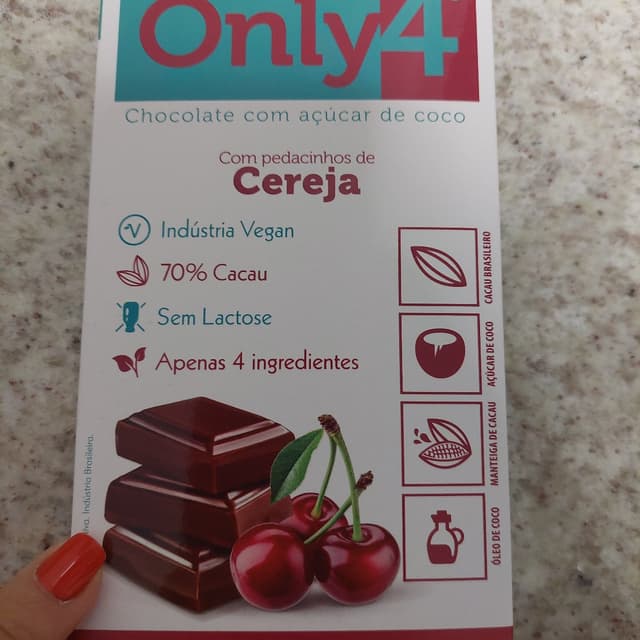 Only4
Chocolate com açúcar de coco
Com pedacinhos de
Cereja
Indústria Vegan
70% Cacau
Sem Lactose
Apenas 4 ingredientes
CACAU BRASILEIRO
AÇÚCAR DE COCO
MANTEIGA DE CACAU
ÓLEO DE COCO
Indústria Brasileira.